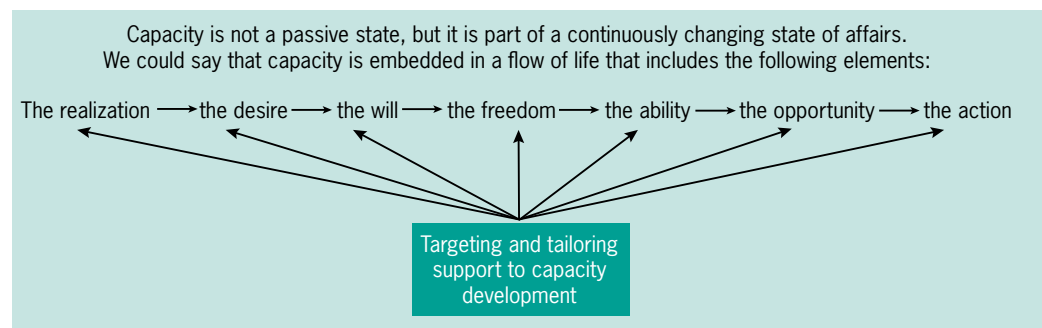 Capacity is not a passive state, but it is part of a continuously changing state of affairs.
We could say that capacity is embedded in a flow of life that includes the following elements:
The realization → the desire → the will → the freedom → the ability → the opportunity → the action
Targeting and tailoring
support to capacity
development